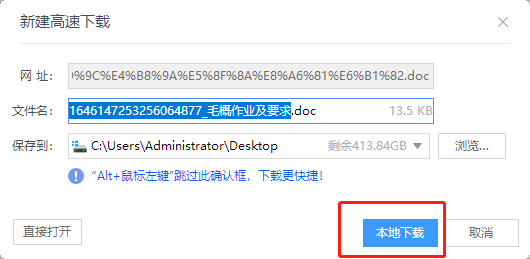 新建高速下载
网 址：
%9C%E4%B8%9A%E5%8F%8A%E8%A6%81%E6%B1%82.doc
文件名：
1646147253256064877_毛概作业及要求.doc 13.5 KB
保存到：
C:\Users\Administrator\Desktop 剩余413.84GB 浏览...
“Alt+鼠标左键”跳过此确认框，下载更快捷！
直接打开 本地下载 取消